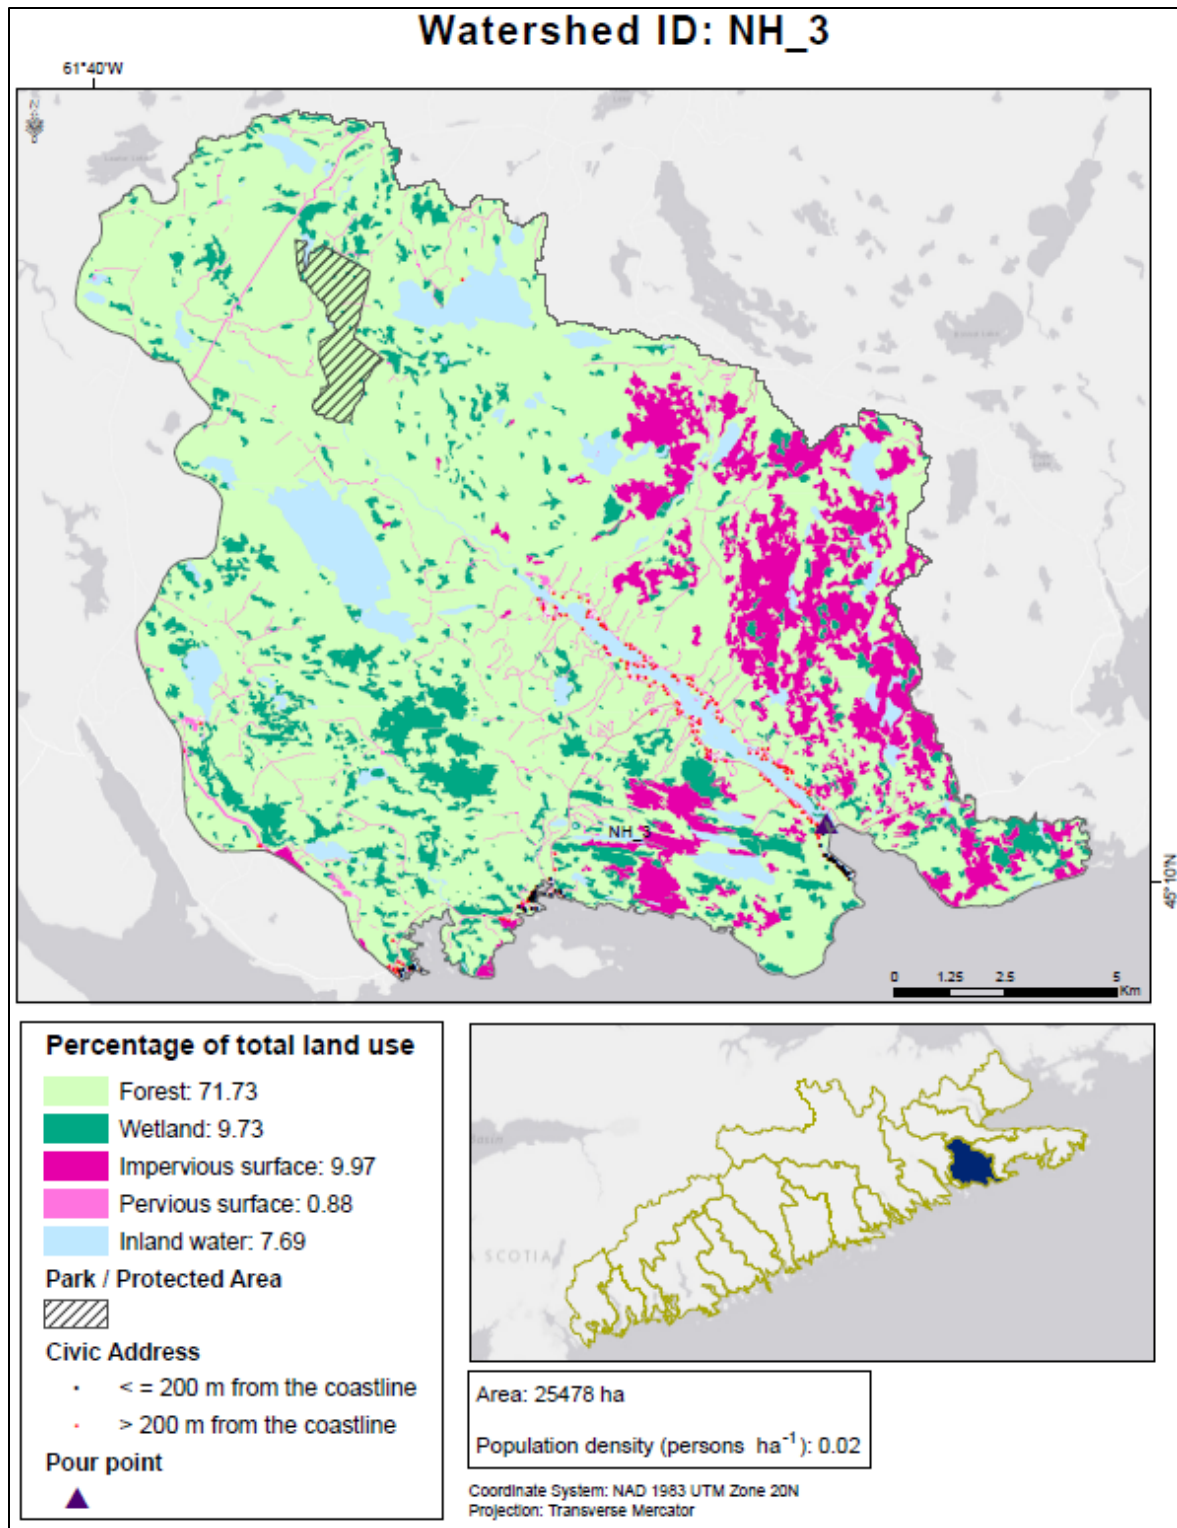 Watershed ID: NH_3
61°40'W
NH_3
45°10'N
0 1.25 2.5 5
Km
Percentage of total land use
Forest: 71.73
Wetland: 9.73
Impervious surface: 9.97
Pervious surface: 0.88
Inland water: 7.69
Park / Protected Area
Civic Address
< = 200 m from the coastline
> 200 m from the coastline
Pour point
Basin
A SCOTIA
Area: 25478 ha
Population density (persons ha⁻¹): 0.02
Coordinate System: NAD 1983 UTM Zone 20N
Projection: Transverse Mercator